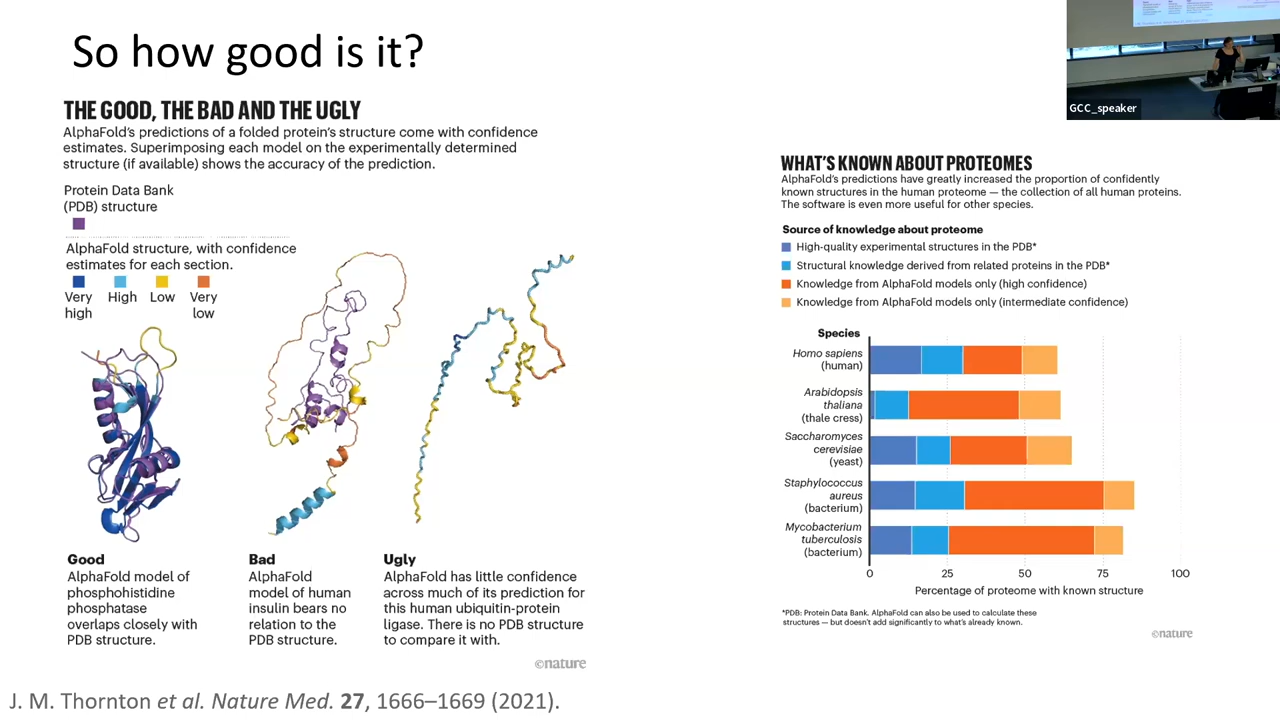 So how good is it?
GCC_speaker
THE GOOD, THE BAD AND THE UGLY
AlphaFold’s predictions of a folded protein’s structure come with confidence
estimates. Superimposing each model on the experimentally determined
structure (if available) shows the accuracy of the prediction.
Protein Data Bank
(PDB) structure
AlphaFold structure, with confidence
estimates for each section.
Very high
High
Low
Very low
Good
AlphaFold model of
phosphohistidine
phosphatase
overlaps closely with
PDB structure.
Bad
AlphaFold
model of human
insulin bears no
relation to the
PDB structure.
Ugly
AlphaFold has little confidence
across much of its prediction for
this human ubiquitin-protein
ligase. There is no PDB structure
to compare it with.
©nature
WHAT’S KNOWN ABOUT PROTEOMES
AlphaFold’s predictions have greatly increased the proportion of confidently
known structures in the human proteome — the collection of all human proteins.
The software is even more useful for other species.
Source of knowledge about proteome
High-quality experimental structures in the PDB*
Structural knowledge derived from related proteins in the PDB*
Knowledge from AlphaFold models only (high confidence)
Knowledge from AlphaFold models only (intermediate confidence)
Species
Homo sapiens
(human)
Arabidopsis
thaliana
(thale cress)
Saccharomyces
cerevisiae
(yeast)
Staphylococcus
aureus
(bacterium)
Mycobacterium
tuberculosis
(bacterium)
0 25 50 75 100
Percentage of proteome with known structure
*PDB: Protein Data Bank. AlphaFold can also be used to calculate these
structures — but doesn’t add significantly to what’s already known.
©nature
J. M. Thornton et al. Nature Med. 27, 1666–1669 (2021).